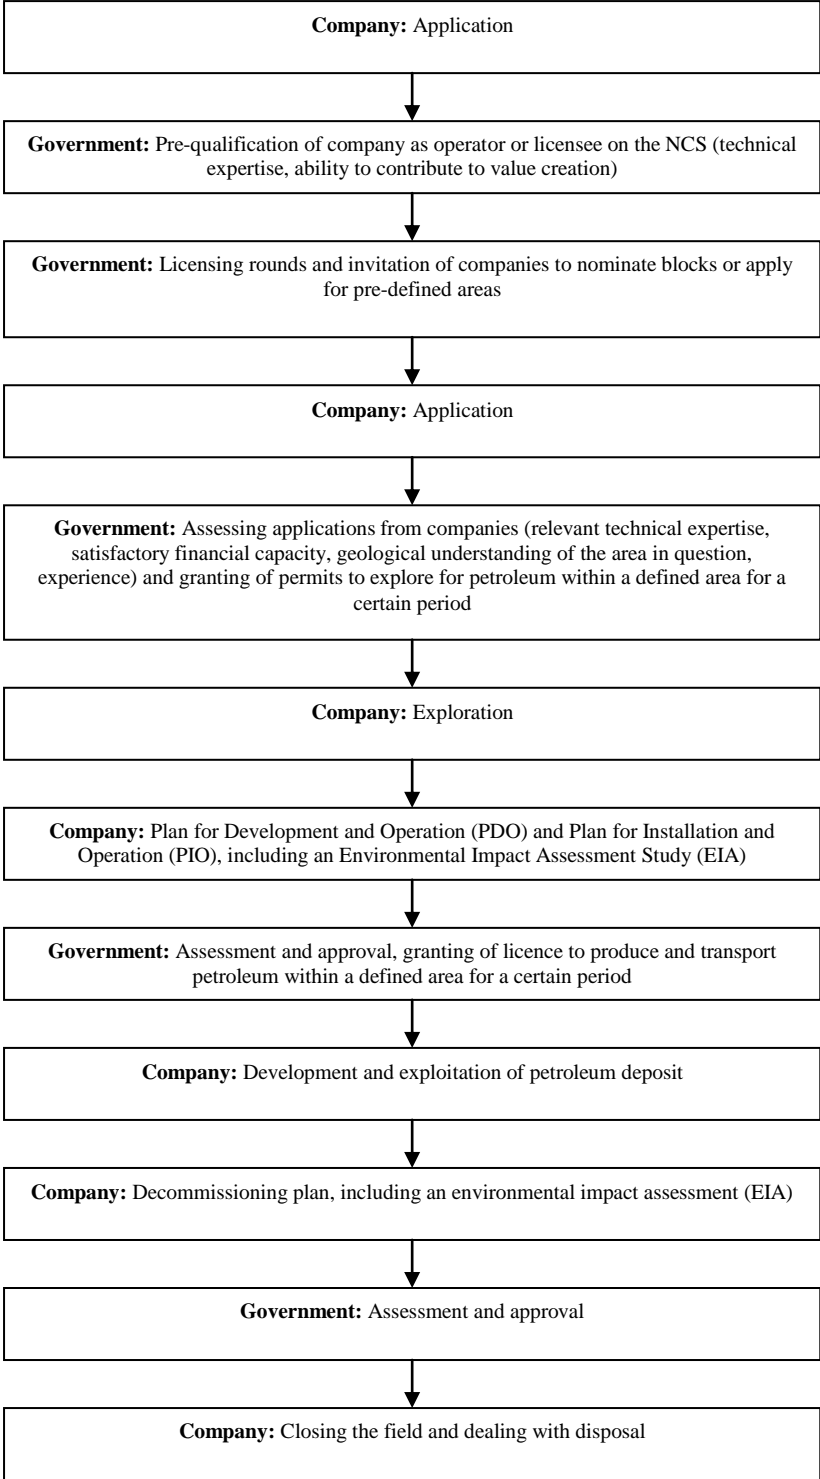 Company: Application
Government: Pre-qualification of company as operator or licensee on the NCS (technical
expertise, ability to contribute to value creation)
Government: Licensing rounds and invitation of companies to nominate blocks or apply
for pre-defined areas
Company: Application
Government: Assessing applications from companies (relevant technical expertise,
satisfactory financial capacity, geological understanding of the area in question,
experience) and granting of permits to explore for petroleum within a defined area for a
certain period
Company: Exploration
Company: Plan for Development and Operation (PDO) and Plan for Installation and
Operation (PIO), including an Environmental Impact Assessment Study (EIA)
Government: Assessment and approval, granting of licence to produce and transport
petroleum within a defined area for a certain period
Company: Development and exploitation of petroleum deposit
Company: Decommissioning plan, including an environmental impact assessment (EIA)
Government: Assessment and approval
Company: Closing the field and dealing with disposal